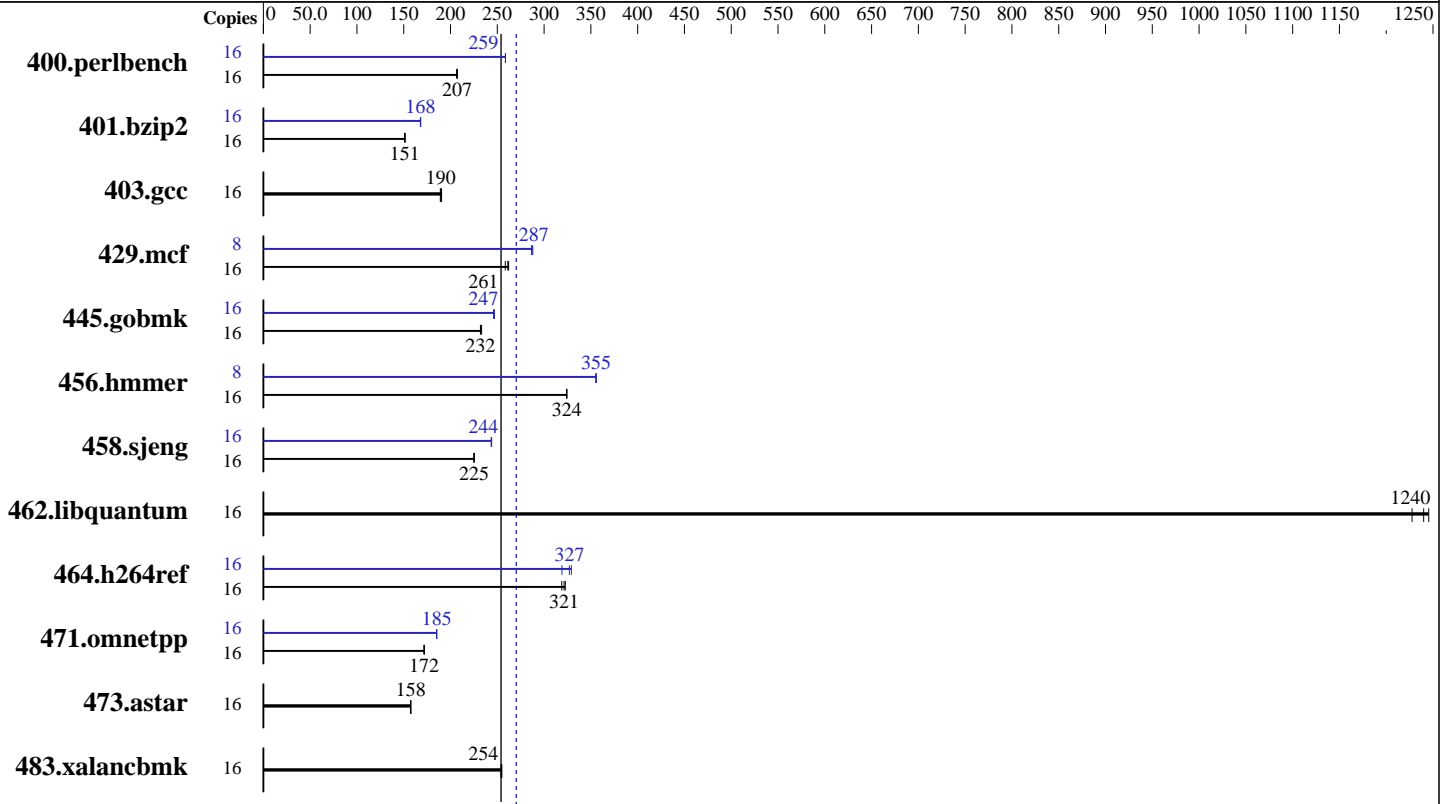 Copies 0 50.0 100 150 200 250 300 350 400 450 500 550 600 650 700 750 800 850 900 950 1000 1050 1100 1150 1250
400.perlbench 16 259
16 207
401.bzip2 16 168
16 151
403.gcc 16 190
429.mcf 8 287
16 261
445.gobmk 16 247
16 232
456.hmmer 8 355
16 324
458.sjeng 16 244
16 225
462.libquantum 16 1240
464.h264ref 16 327
16 321
471.omnetpp 16 185
16 172
473.astar 16 158
483.xalancbmk 16 254